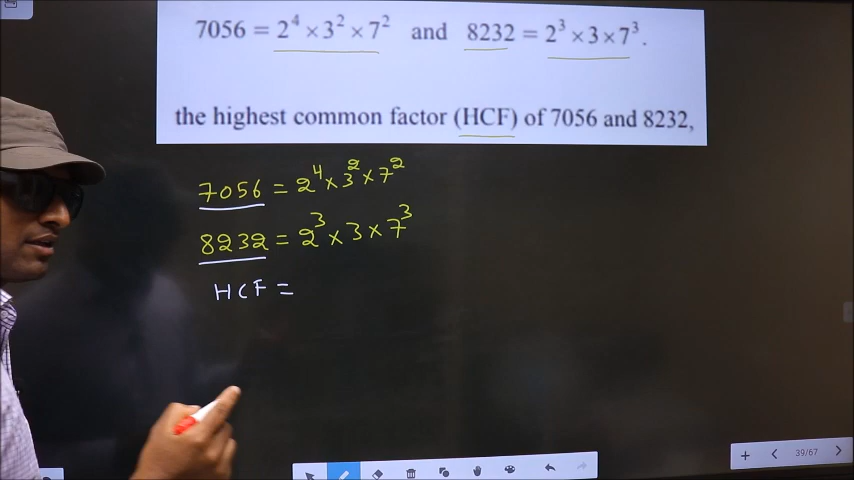 7056 = 2⁴ × 3² × 7² and 8232 = 2³ × 3 × 7³.
the highest common factor (HCF) of 7056 and 8232,
7056 = 2⁴ × 3² × 7²
8232 = 2³ × 3 × 7³
HCF =
39/67